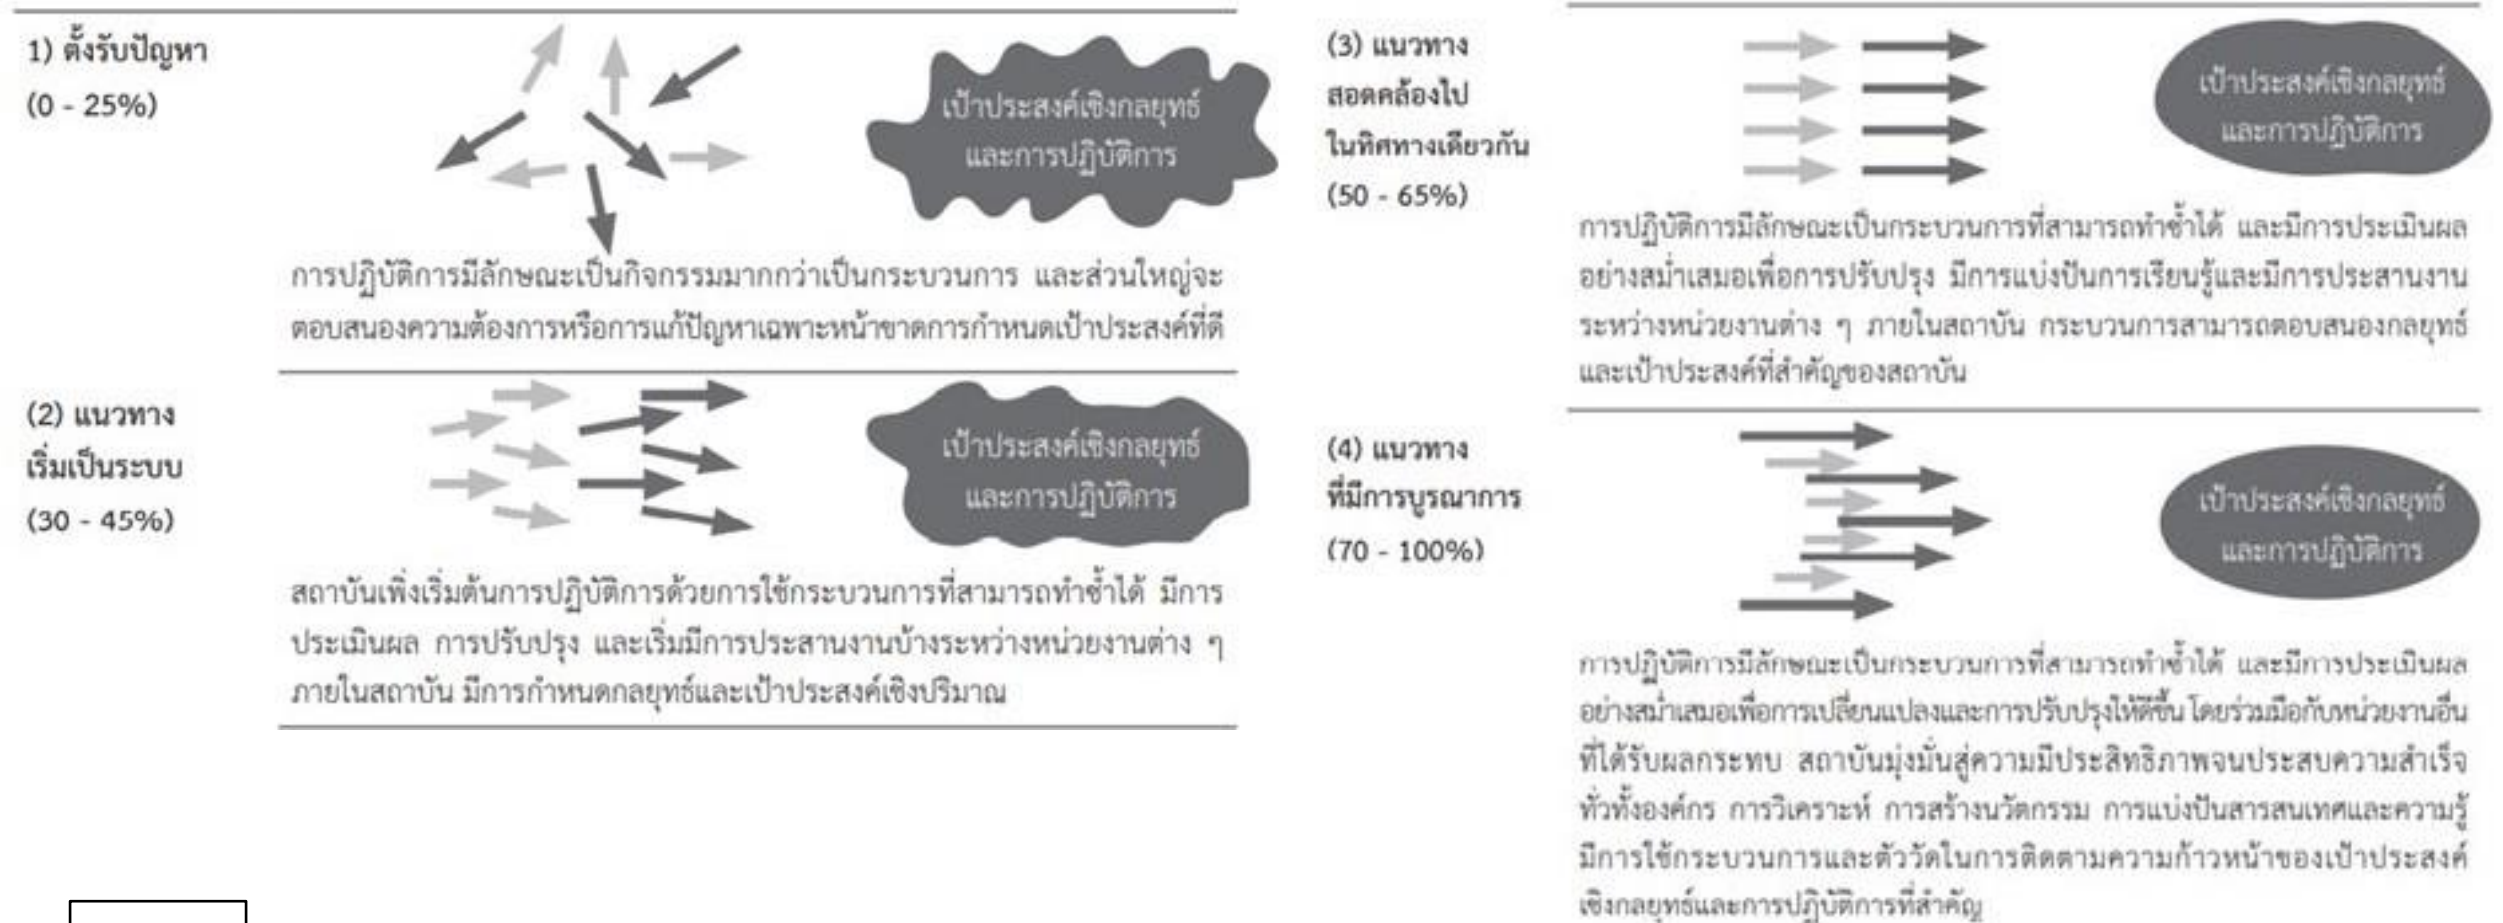 1) ตั้งรับปัญหา
(0 - 25%)
เป้าประสงค์เชิงกลยุทธ์
และการปฏิบัติการ
การปฏิบัติการมีลักษณะเป็นกิจกรรมมากกว่าเป็นกระบวนการ และส่วนใหญ่จะ
ตอบสนองความต้องการหรือการแก้ปัญหาเฉพาะหน้าขาดการกำหนดเป้าประสงค์ที่ดี
(2) แนวทาง
เริ่มเป็นระบบ
(30 - 45%)
เป้าประสงค์เชิงกลยุทธ์
และการปฏิบัติการ
สถาบันเพิ่งเริ่มต้นการปฏิบัติการด้วยการใช้กระบวนการที่สามารถทำซ้ำได้ มีการ
ประเมินผล การปรับปรุง และเริ่มมีการประสานงานบ้างระหว่างหน่วยงานต่าง ๆ
ภายในสถาบัน มีการกำหนดกลยุทธ์และเป้าประสงค์เชิงปริมาณ
(3) แนวทาง
สอดคล้องไป
ในทิศทางเดียวกัน
(50 - 65%)
เป้าประสงค์เชิงกลยุทธ์
และการปฏิบัติการ
การปฏิบัติการมีลักษณะเป็นกระบวนการที่สามารถทำซ้ำได้ และมีการประเมินผล
อย่างสม่ำเสมอเพื่อการปรับปรุง มีการแบ่งปันการเรียนรู้และมีการประสานงาน
ระหว่างหน่วยงานต่าง ๆ ภายในสถาบัน กระบวนการสามารถตอบสนองกลยุทธ์
และเป้าประสงค์ที่สำคัญของสถาบัน
(4) แนวทาง
ที่มีการบูรณาการ
(70 - 100%)
เป้าประสงค์เชิงกลยุทธ์
และการปฏิบัติการ
การปฏิบัติการมีลักษณะเป็นกระบวนการที่สามารถทำซ้ำได้ และมีการประเมินผล
อย่างสม่ำเสมอเพื่อการเปลี่ยนแปลงและการปรับปรุงให้ดีขึ้น โดยร่วมมือกับหน่วยงานอื่น
ที่ได้รับผลกระทบ สถาบันมุ่งมั่นสู่ความมีประสิทธิภาพจนประสบความสำเร็จ
ทั่วทั้งองค์กร การวิเคราะห์ การสร้างนวัตกรรม การแบ่งปันสารสนเทศและความรู้
มีการใช้กระบวนการและตัววัดในการติดตามความก้าวหน้าของเป้าประสงค์
เชิงกลยุทธ์และการปฏิบัติการที่สำคัญ